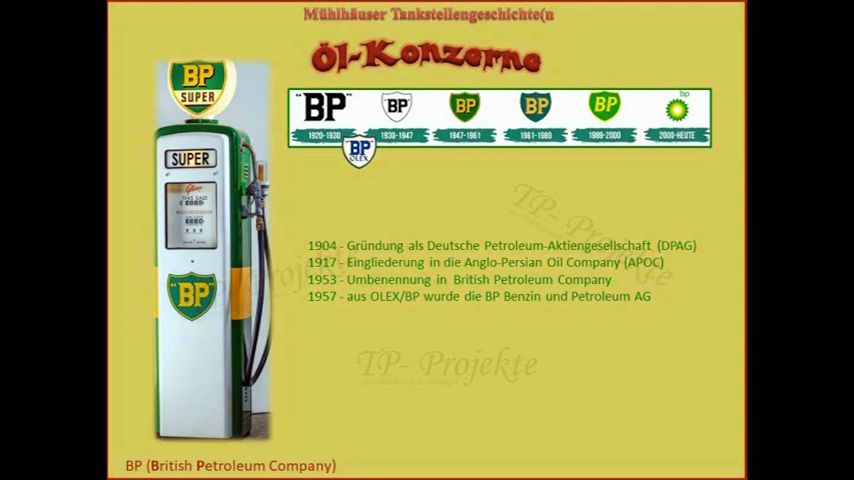 Mühlhäuser Tankstellengeschichte(n
Öl-Konzerne
BP
SUPER
SUPER
THIS SALE
"BP"
"BP"
BP
BP
BP
BP
bp
1920-1930
1930-1947
1947-1961
1961-1989
1989-2000
2000-HEUTE
BP
OLEX
1904 - Gründung als Deutsche Petroleum-Aktiengesellschaft (DPAG)
1917 - Eingliederung in die Anglo-Persian Oil Company (APOC)
1953 - Umbenennung in British Petroleum Company
1957 - aus OLEX/BP wurde die BP Benzin und Petroleum AG
TP- Projekte
TP- Projekte
BP (British Petroleum Company)